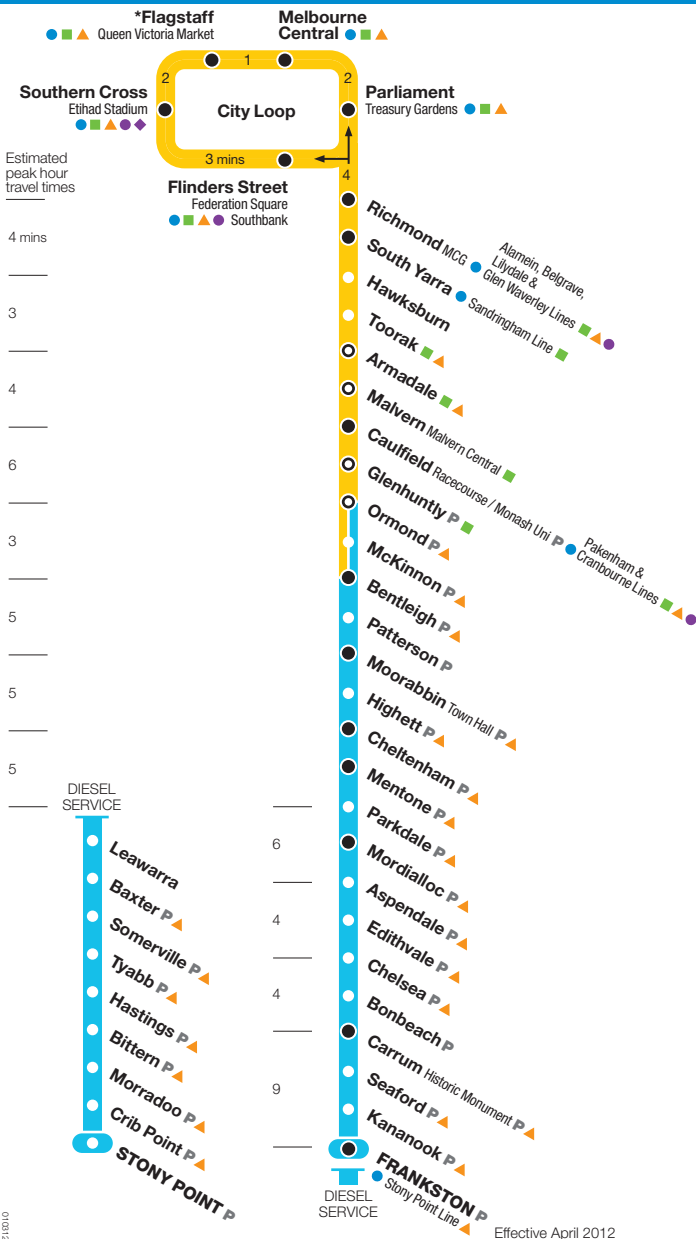 *Flagstaff
Queen Victoria Market
Melbourne
Central
2
1
2
Southern Cross
Etihad Stadium
City Loop
Parliament
Treasury Gardens
3 mins
4
Flinders Street
Federation Square
Southbank
Estimated
peak hour
travel times
4 mins
3
4
6
3
5
5
5
6
4
4
9
Richmond MCG
Alamein, Belgrave,
Lilydale &
Glen Waverley Lines
South Yarra Sandringham Line
Hawksburn
Toorak
Armadale
Malvern Malvern Central
Caulfield Racecourse / Monash Uni P
Pakenham &
Cranbourne Lines
Glenhuntly P
Ormond P
McKinnon P
Bentleigh P
Patterson P
Moorabbin Town Hall P
Highett P
Cheltenham P
Mentone P
Parkdale P
Mordialloc P
Aspendale P
Edithvale P
Chelsea P
Bonbeach P
Carrum Historic Monument P
Seaford P
Kananook P
FRANKSTON P
Stony Point Line
DIESEL
SERVICE
DIESEL
SERVICE
Leawarra
Baxter P
Somerville P
Tyabb P
Hastings P
Bittern P
Morradoo P
Crib Point P
STONY POINT P
010312
Effective April 2012